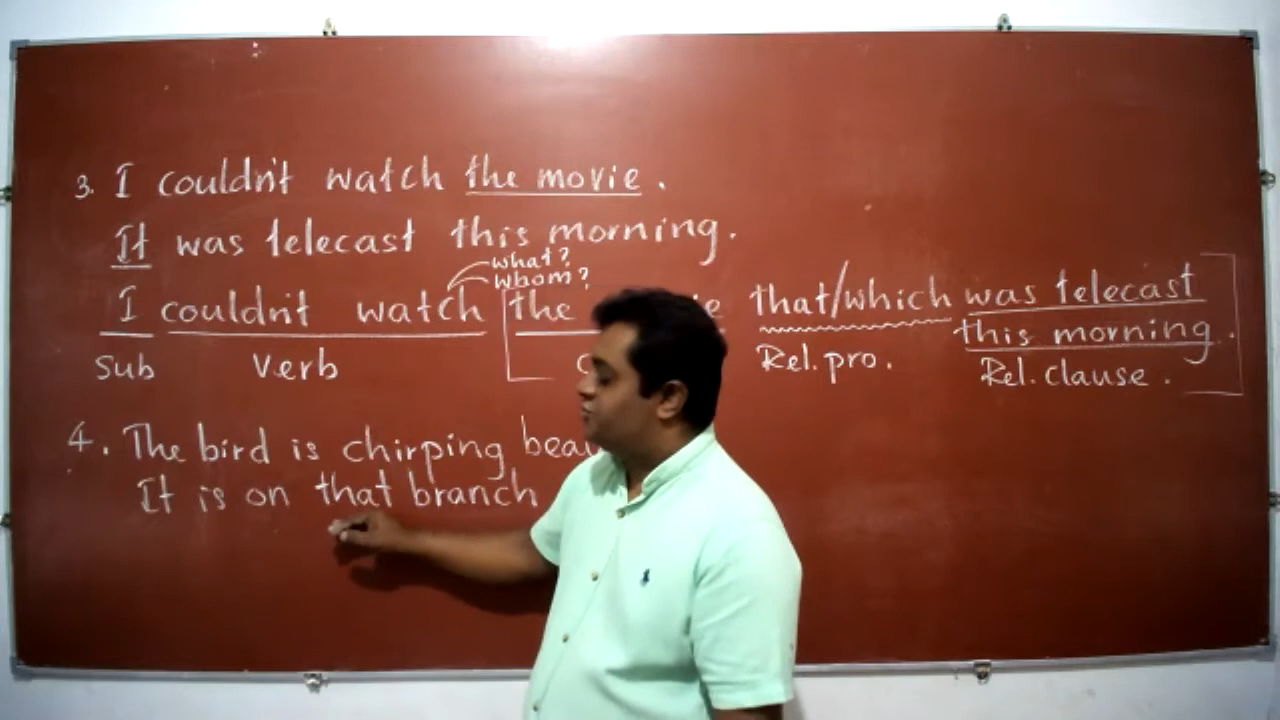 3. I couldn't watch the movie.
It was telecast this morning.
what?
whom?
I couldn't watch the that/which was telecast
this morning.
Sub Verb Rel. pro. Rel. clause.
4. The bird is chirping
It is on that branch